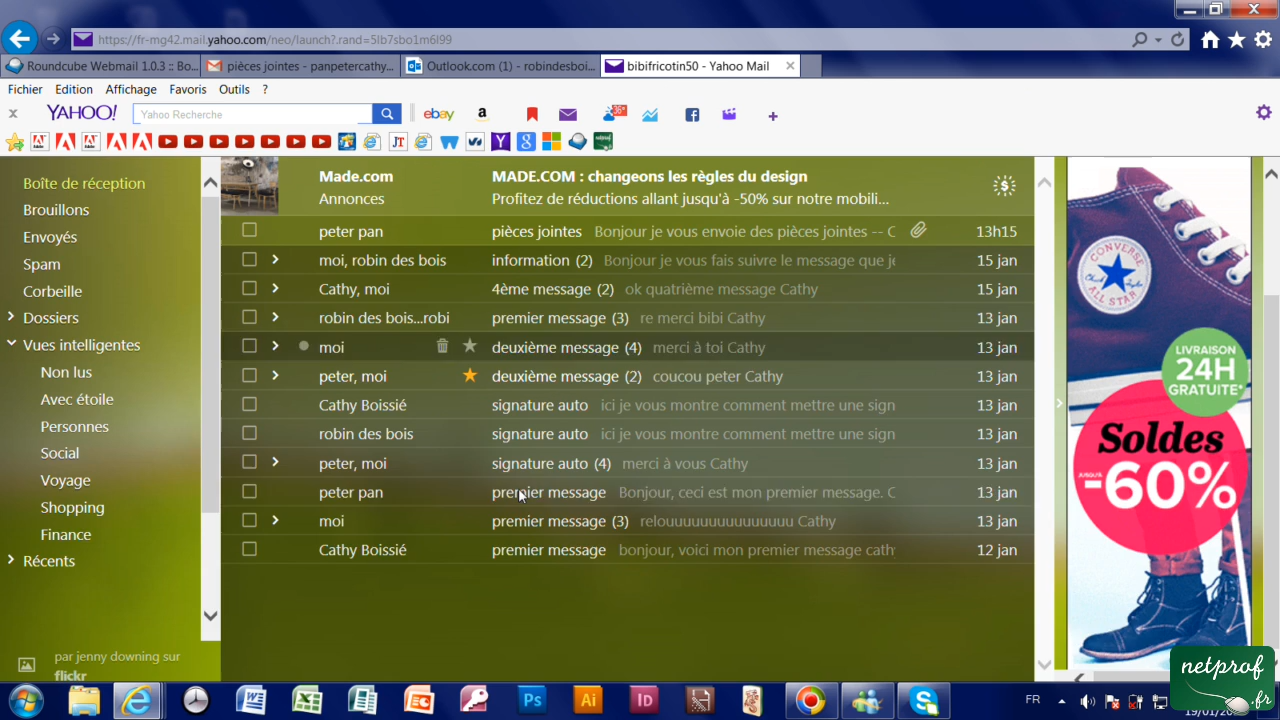 https://fr-mg42.mail.yahoo.com/neo/launch?.rand=5lb7sbo1m6l99
Roundcube Webmail 1.0.3 :: Bo... pièces jointes - panpetercathy... Outlook.com (1) - robindesboi... bibifricotin50 - Yahoo Mail
Fichier Edition Affichage Favoris Outils ?
YAHOO! Yahoo Recherche ebay a
Boîte de réception
Brouillons
Envoyés
Spam
Corbeille
Dossiers
Vues intelligentes
Non lus
Avec étoile
Personnes
Social
Voyage
Shopping
Finance
Récents
par jenny downing sur
flickr
Made.com MADE.COM : changeons les règles du design
Annonces Profitez de réductions allant jusqu'à -50% sur notre mobili...
peter pan pièces jointes Bonjour je vous envoie des pièces jointes -- C 13h15
moi, robin des bois information (2) Bonjour je vous fais suivre le message que je 15 jan
Cathy, moi 4ème message (2) ok quatrième message Cathy 15 jan
robin des bois...robi premier message (3) re merci bibi Cathy 13 jan
moi deuxième message (4) merci à toi Cathy 13 jan
peter, moi deuxième message (2) coucou peter Cathy 13 jan
Cathy Boissié signature auto ici je vous montre comment mettre une sign 13 jan
robin des bois signature auto ici je vous montre comment mettre une sign 13 jan
peter, moi signature auto (4) merci à vous Cathy 13 jan
peter pan premier message Bonjour, ceci est mon premier message. C 13 jan
moi premier message (3) relouuuuuuuuuuuuuuu Cathy 13 jan
Cathy Boissié premier message bonjour, voici mon premier message cath 12 jan
CONVERSE
ALL STAR
LIVRAISON
24H
GRATUITE*
Soldes
JUSQU'À
-60%
netprof
.fr
JT
Ps Ai Id
FR